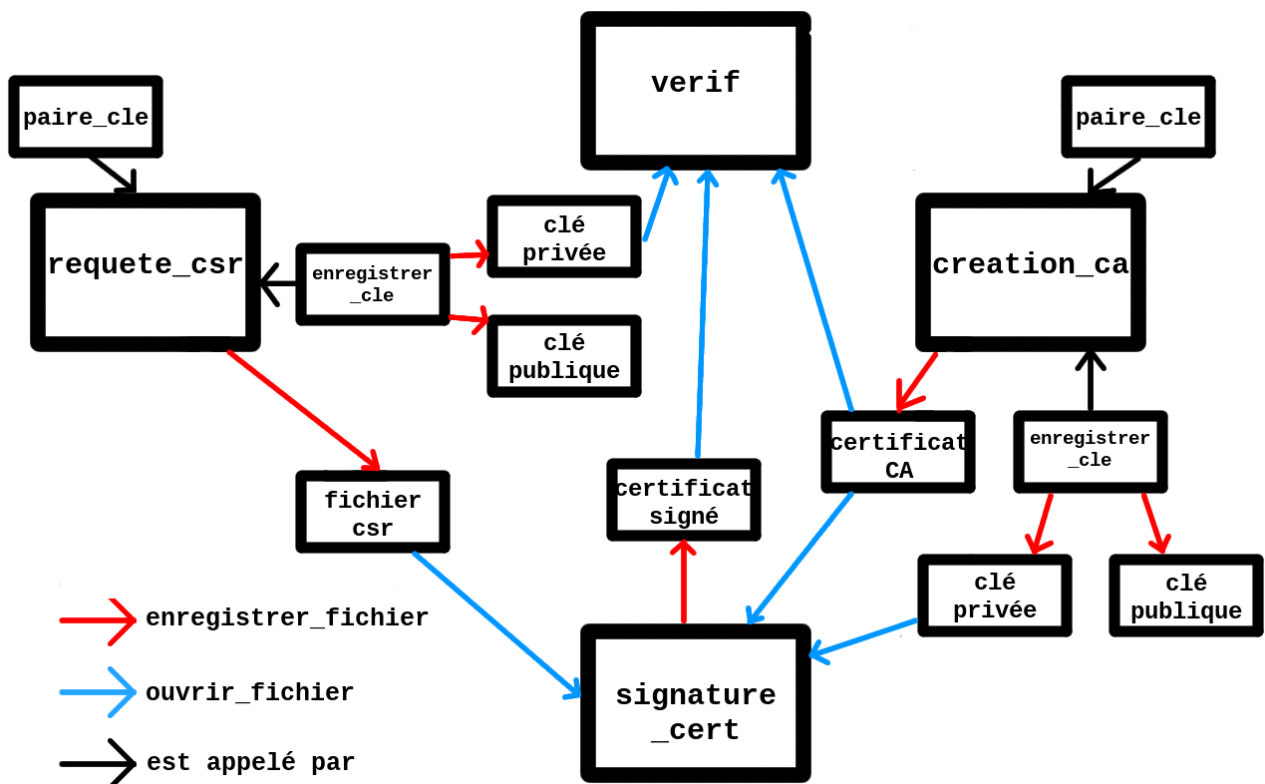 verif
paire_cle
paire_cle
requete_csr
clé
privée
enregistrer
_cle
creation_ca
clé
publique
certificat
CA
enregistrer
_cle
fichier
csr
certificat
signé
clé
privée
clé
publique
enregistrer_fichier
ouvrir_fichier
signature
_cert
est appelé par